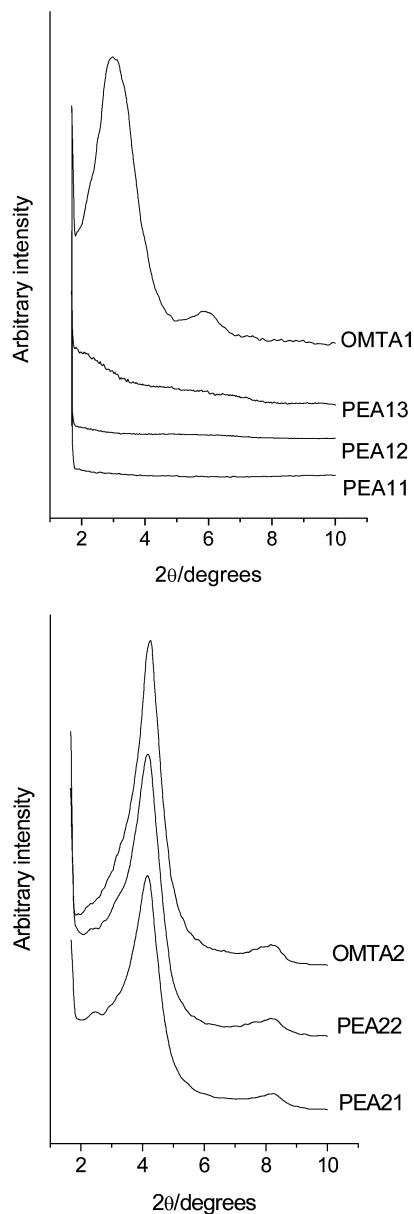 Arbitrary intensity
OMTA1
PEA13
PEA12
PEA11
2 4 6 8 10
2θ/degrees
Arbitrary intensity
OMTA2
PEA22
PEA21
2 4 6 8 10
2θ/degrees